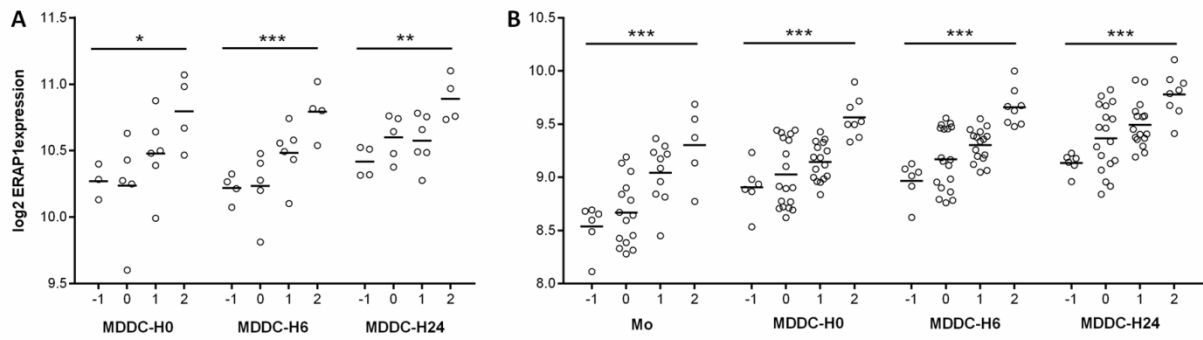 A
log2 ERAP1expression
11.5
11.0
10.5
10.0
9.5
* *** **
-1 0 1 2 -1 0 1 2 -1 0 1 2
MDDC-H0 MDDC-H6 MDDC-H24
B
10.5
10.0
9.5
9.0
8.5
8.0
*** *** *** ***
-1 0 1 2 -1 0 1 2 -1 0 1 2 -1 0 1 2
Mo MDDC-H0 MDDC-H6 MDDC-H24